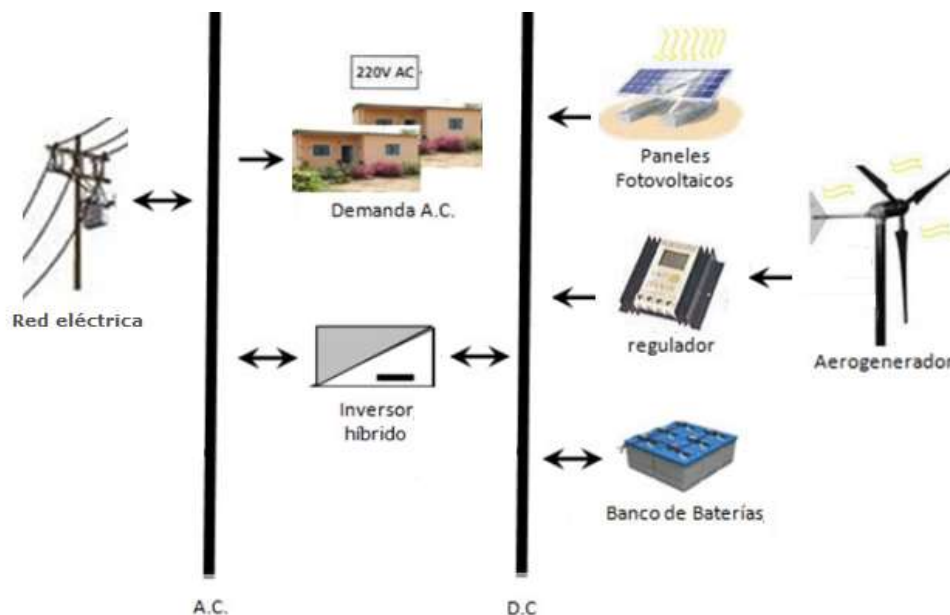 220V AC
Paneles
Fotovoltaicos
Demanda A.C.
Red eléctrica
regulador
Aerogenerador
Inversor
híbrido
Banco de Baterías
A.C.
D.C